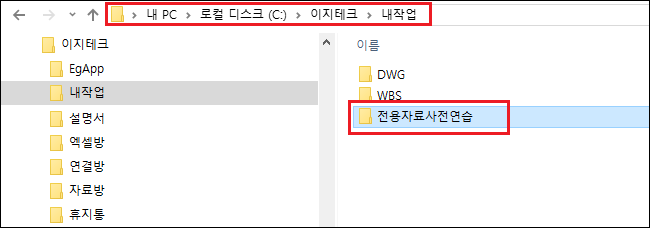 내 PC > 로컬 디스크 (C:) > 이지테크 > 내작업
이지테크
EgApp
내작업
설명서
엑셀방
연결방
자료방
휴지통
이름
DWG
WBS
전용자료사전연습